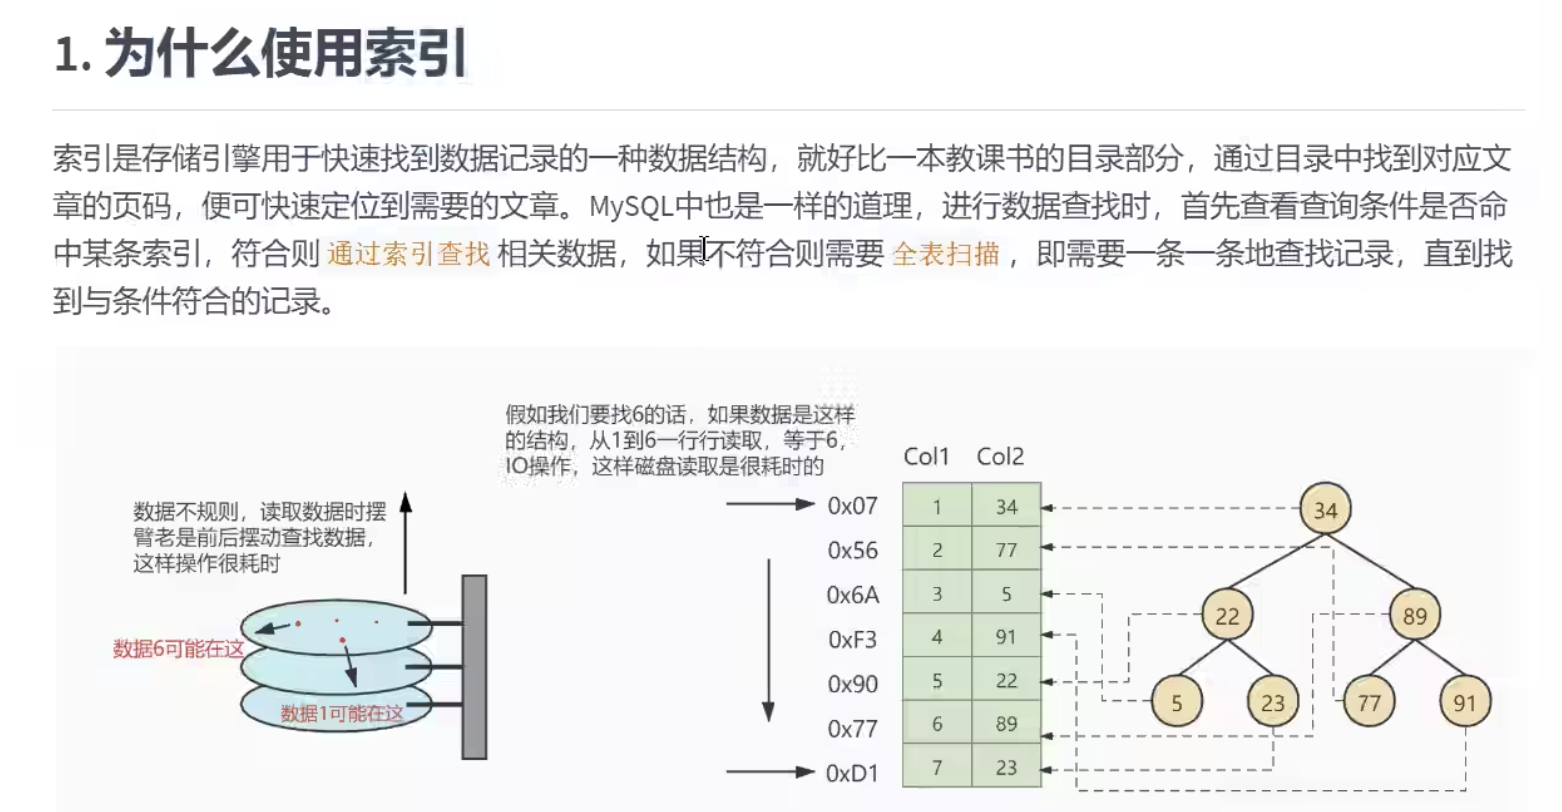 1. 为什么使用索引
索引是存储引擎用于快速找到数据记录的一种数据结构，就好比一本教课书的目录部分，通过目录中找到对应文
章的页码，便可快速定位到需要的文章。MySQL中也是一样的道理，进行数据查找时，首先查看查询条件是否命
中某条索引，符合则 通过索引查找 相关数据，如果不符合则需要 全表扫描 ，即需要一条一条地查找记录，直到找
到与条件符合的记录。
假如我们要找6的话，如果数据是这样
的结构，从1到6一行行读取，等于6，
IO操作，这样磁盘读取是很耗时的
数据不规则，读取数据时摆
臂老是前后摆动查找数据，
这样操作很耗时
数据6可能在这
数据1可能在这
Col1 Col2
0x07 1 34
0x56 2 77
0x6A 3 5
0xF3 4 91
0x90 5 22
0x77 6 89
0xD1 7 23
34
22 89
5 23 77 91